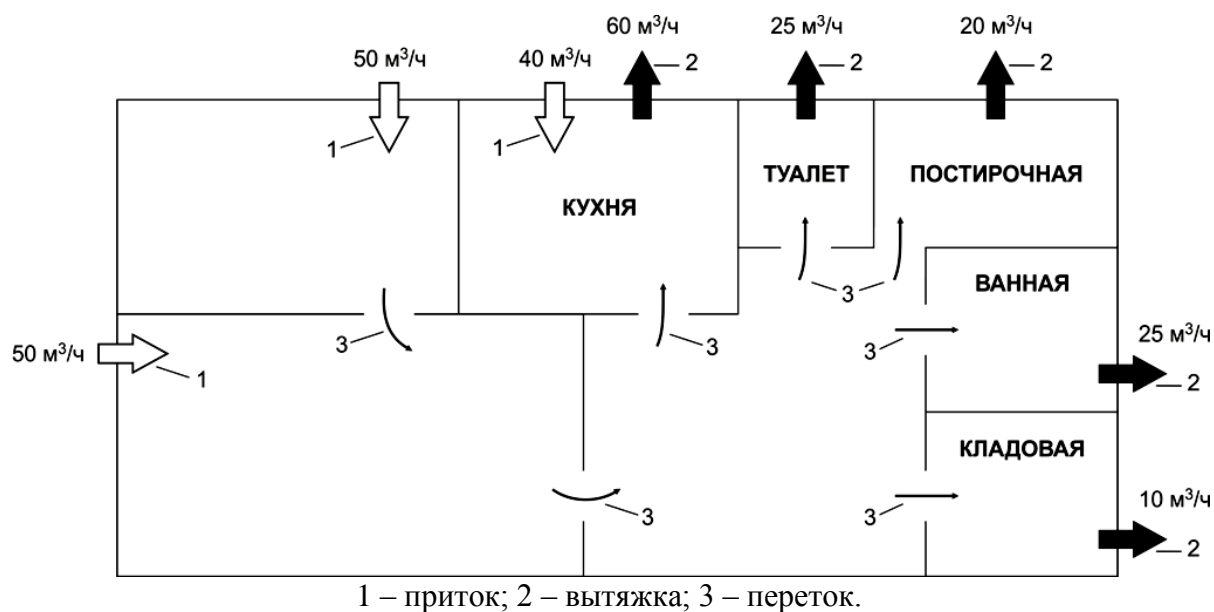 60 м³/ч
25 м³/ч
20 м³/ч
50 м³/ч
40 м³/ч
2
2
2
1
1
ТУАЛЕТ
ПОСТИРОЧНАЯ
КУХНЯ
3
ВАННАЯ
50 м³/ч
1
3
3
3
25 м³/ч
2
КЛАДОВАЯ
3
3
10 м³/ч
2
1 – приток; 2 – вытяжка; 3 – переток.